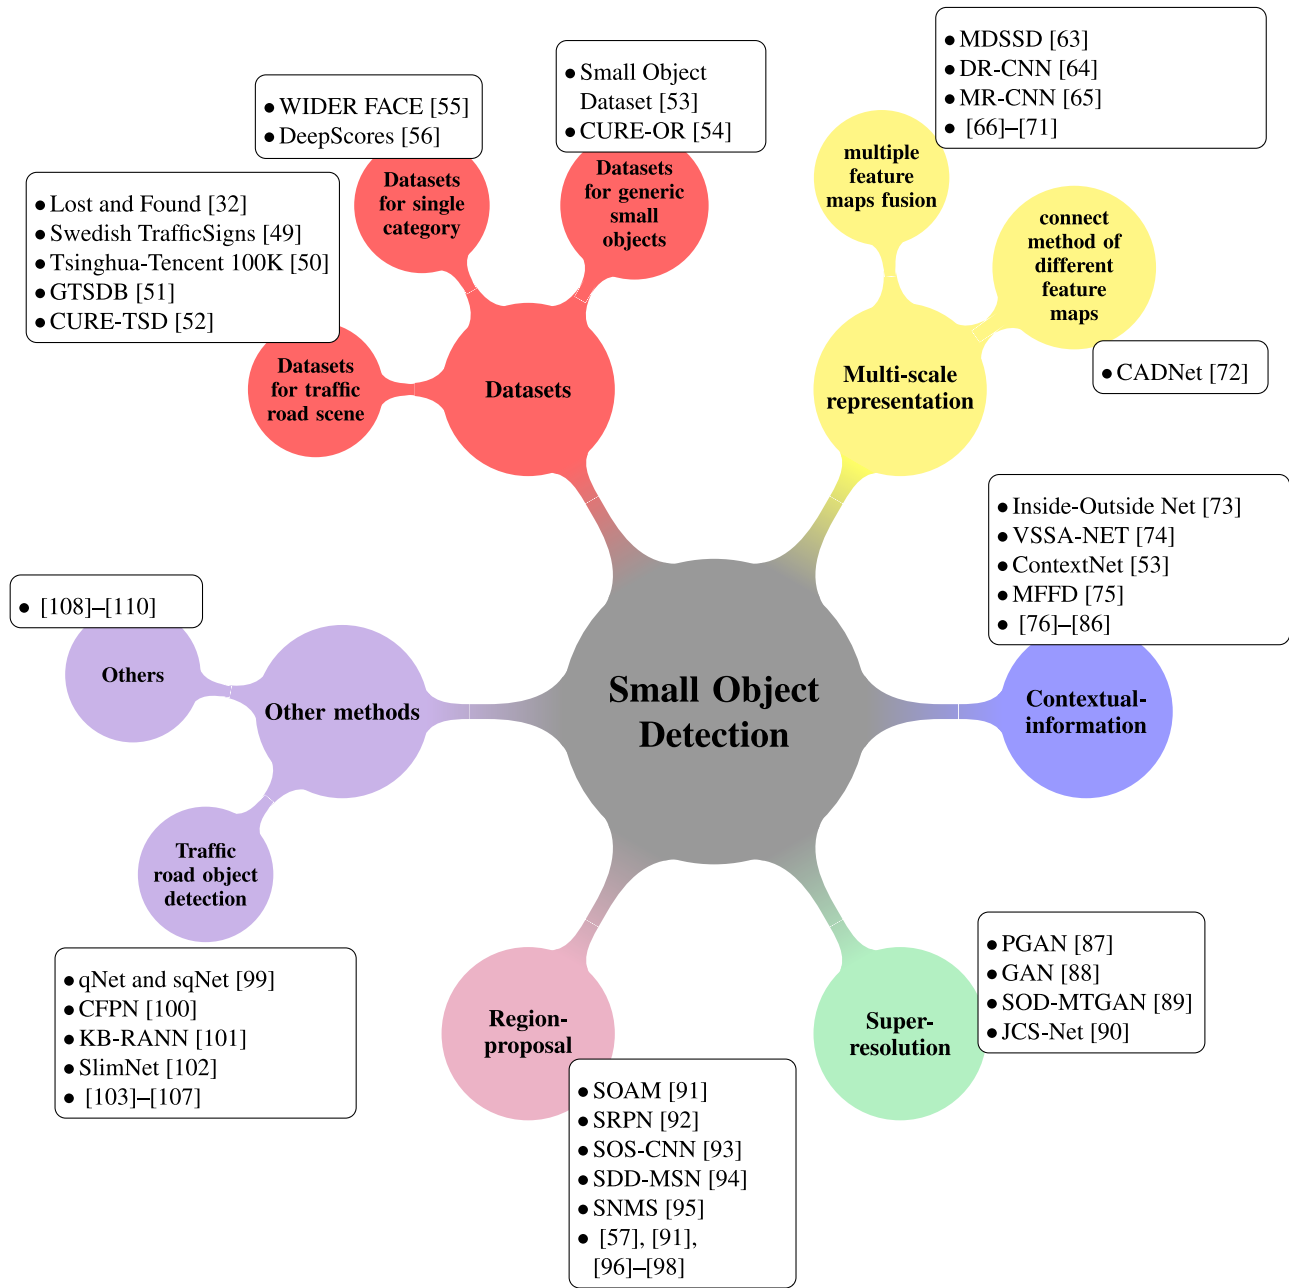 Small Object
Detection
Datasets
Datasets
for traffic
road scene
• Lost and Found [32]
• Swedish TrafficSigns [49]
• Tsinghua-Tencent 100K [50]
• GTSDB [51]
• CURE-TSD [52]
Datasets
for single
category
• WIDER FACE [55]
• DeepScores [56]
Datasets
for generic
small
objects
• Small Object
Dataset [53]
• CURE-OR [54]
Multi-scale
representation
multiple
feature
maps fusion
• MDSSD [63]
• DR-CNN [64]
• MR-CNN [65]
• [66]–[71]
connect
method of
different
feature
maps
• CADNet [72]
Contextual-
information
• Inside-Outside Net [73]
• VSSA-NET [74]
• ContextNet [53]
• MFFD [75]
• [76]–[86]
Super-
resolution
• PGAN [87]
• GAN [88]
• SOD-MTGAN [89]
• JCS-Net [90]
Region-
proposal
• SOAM [91]
• SRPN [92]
• SOS-CNN [93]
• SDD-MSN [94]
• SNMS [95]
• [57], [91],
[96]–[98]
Other methods
Traffic
road object
detection
• qNet and sqNet [99]
• CFPN [100]
• KB-RANN [101]
• SlimNet [102]
• [103]–[107]
Others
• [108]–[110]